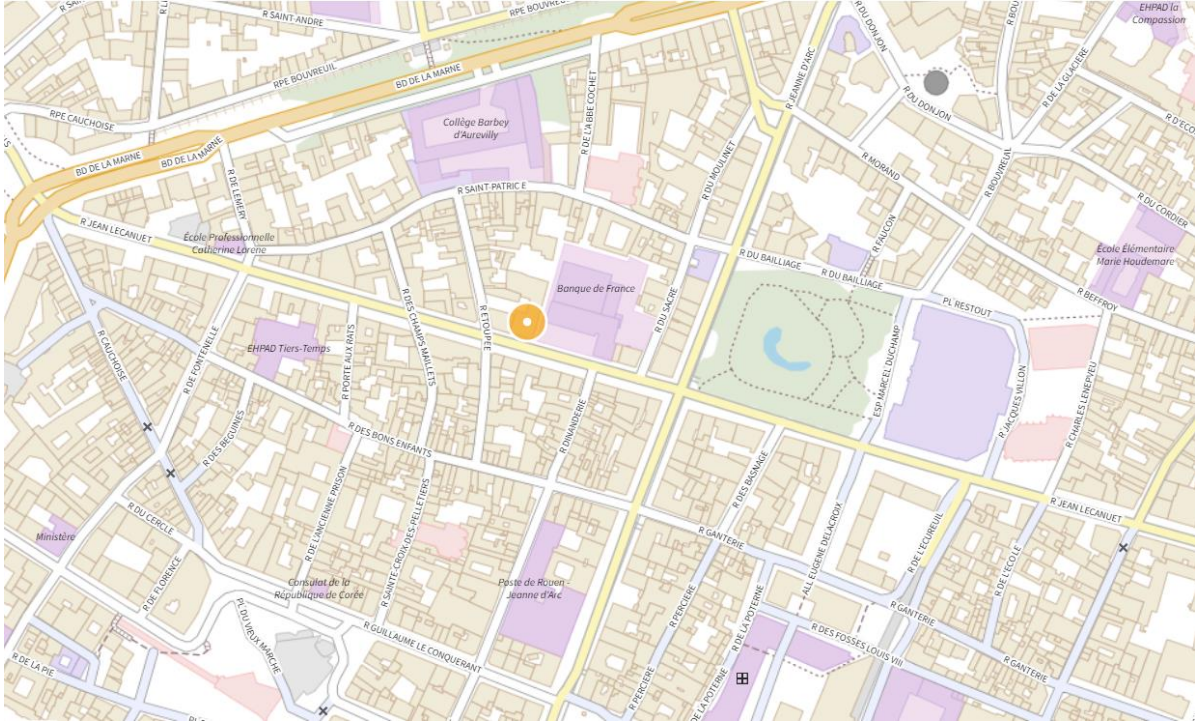 R SAINT-ANDRE
RPE BOUVREUIL
RPE BOUVREUIL
BD DE LA MARNE
RPE CAUCHOISE
BD DE LA MARNE
BD DE LA MARNE
Collège Barbey
d'Aurevilly
R DE L'ABBE COCHET
R JEANNE D'ARC
R DU DONJON
R DU DONJON
EHPAD la
Compassion
R DE LA GLACIERE
R DU MOULINET
R MORAND
R BOUVREUIL
R DU CORDIER
R DE LEMERY
R SAINT-PATRICE
R JEAN LECANUET
École Professionnelle
Catherine Lorene
R FAUCON
École Élémentaire
Marie Houdemare
R DU BAILLIAGE
R DU BAILLIAGE
R BEFFROY
PL RESTOUT
Banque de France
R DU SACRE
R ETOUPEE
R DES CHAMPS MAILLETS
R PORTE AUX RATS
EHPAD Tiers-Temps
R DE FONTENELLE
R CAUCHOISE
ESP MARCEL DUCHAMP
R JACQUES VILLON
R CHARLES LENEPVEU
R DINANDERIE
R DES BEGUINES
R DES BONS ENFANTS
R DES BASNAGE
R JEAN LECANUET
R DE L'ANCIENNE PRISON
R SAINTE-CROIX-DES-PELLETIERS
R DU CERCLE
Ministère
R GANTERIE
ALL EUGENE DELACROIX
R DE L'ECUREUIL
R DE L'ECOLE
R DE FLORENCE
Consulat de la
République de Corée
Poste de Rouen -
Jeanne d'Arc
R PERCIERE
R DE LA POTERNE
R GANTERIE
PL DU VIEUX MARCHE
R GUILLAUME LE CONQUERANT
R DES FOSSES LOUIS VIII
R GANTERIE
R DE LA PIE
R PERCIERE
DE LA POTERNE